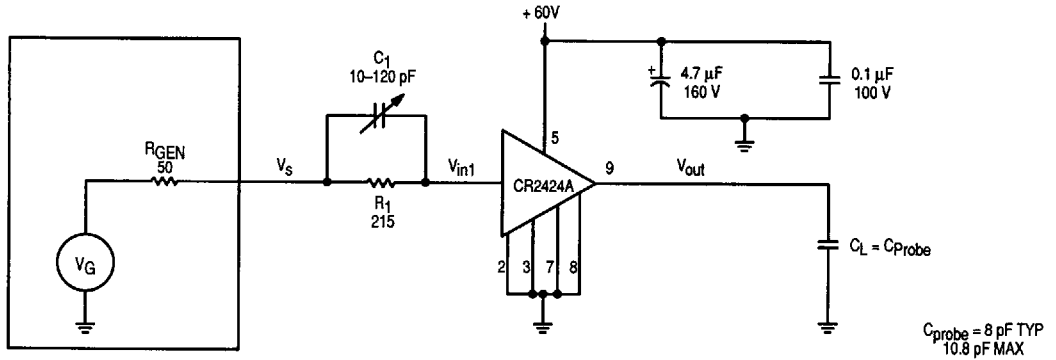 + 60V
C1
10–120 pF
+
4.7 µF
160 V
0.1 µF
100 V
RGEN
50
VS
Vin1
5
CR2424A
9
Vout
R1
215
VG
2
3
7
8
CL = CProbe
Cprobe = 8 pF TYP
10.8 pF MAX